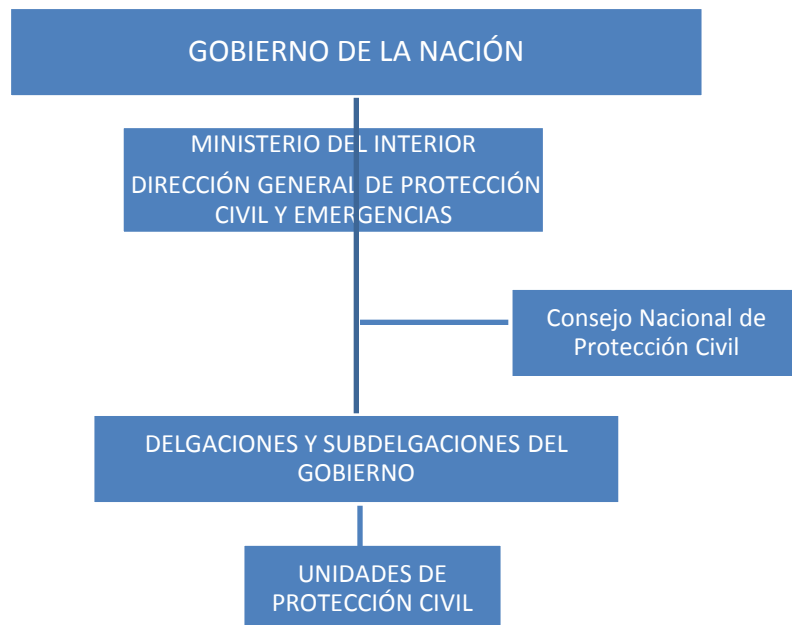 GOBIERNO DE LA NACIÓN
MINISTERIO DEL INTERIOR
DIRECCIÓN GENERAL DE PROTECCIÓN
CIVIL Y EMERGENCIAS
Consejo Nacional de
Protección Civil
DELGACIONES Y SUBDELGACIONES DEL
GOBIERNO
UNIDADES DE
PROTECCIÓN CIVIL